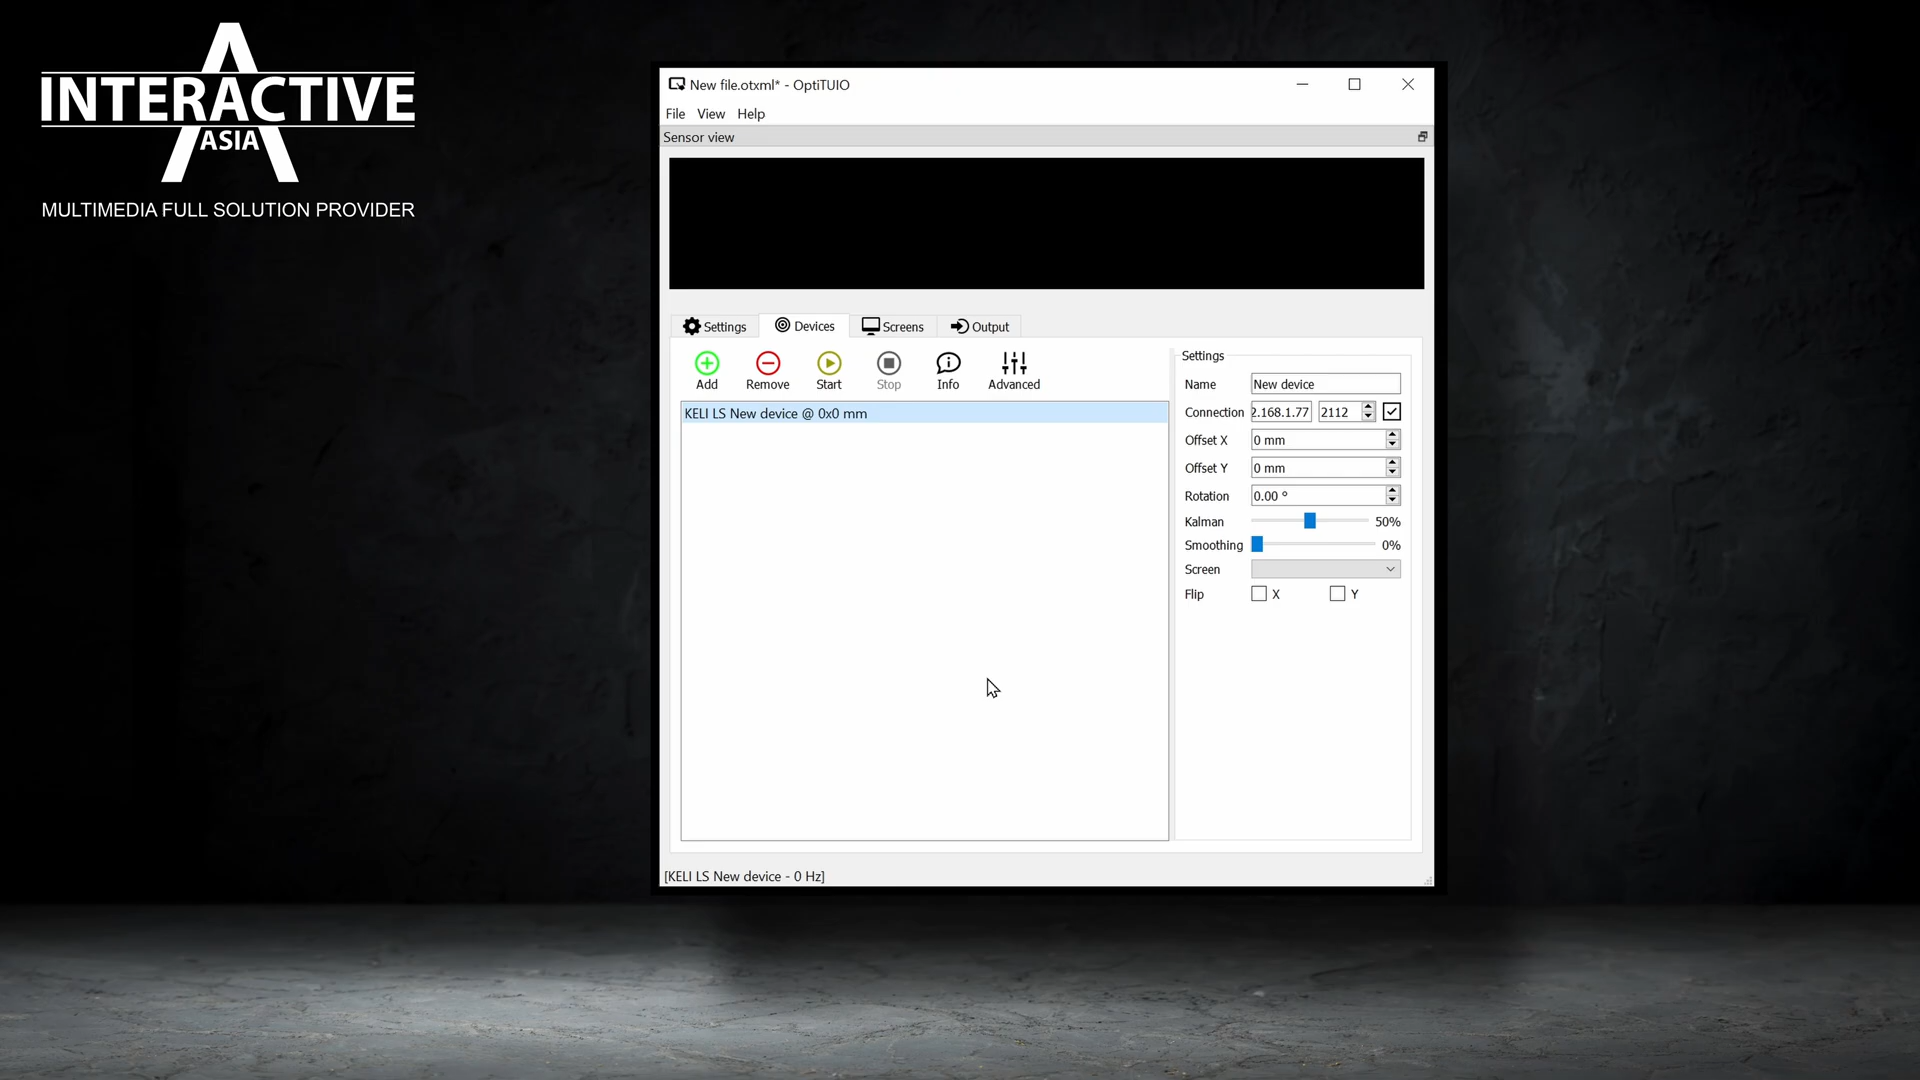 INTERACTIVE
ASIA
MULTIMEDIA FULL SOLUTION PROVIDER
New file.otxml* - OptiTUIO
File View Help
Sensor view
Settings Devices Screens Output
Add Remove Start Stop Info Advanced
KELI LS New device @ 0x0 mm
Settings
Name New device
Connection 2.168.1.77 2112
Offset X 0 mm
Offset Y 0 mm
Rotation 0.00 °
Kalman 50%
Smoothing 0%
Screen
Flip X Y
[KELI LS New device - 0 Hz]